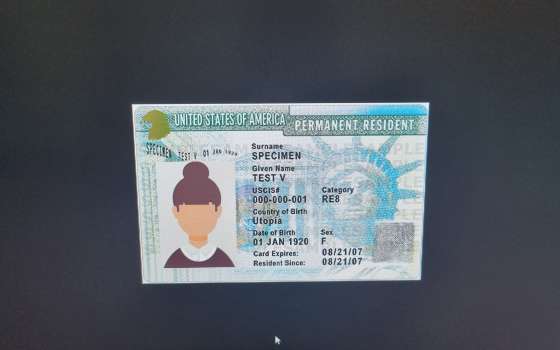 UNITED STATES OF AMERICA
PERMANENT RESIDENT
SPECIMEN TEST V 01 JAN 1920
Surname
SPECIMEN
Given Name
TEST V
USCIS# Category
000-000-001 RE8
Country of Birth
Utopia
Date of Birth Sex
01 JAN 1920 F
Card Expires: 08/21/07
Resident Since: 08/21/07